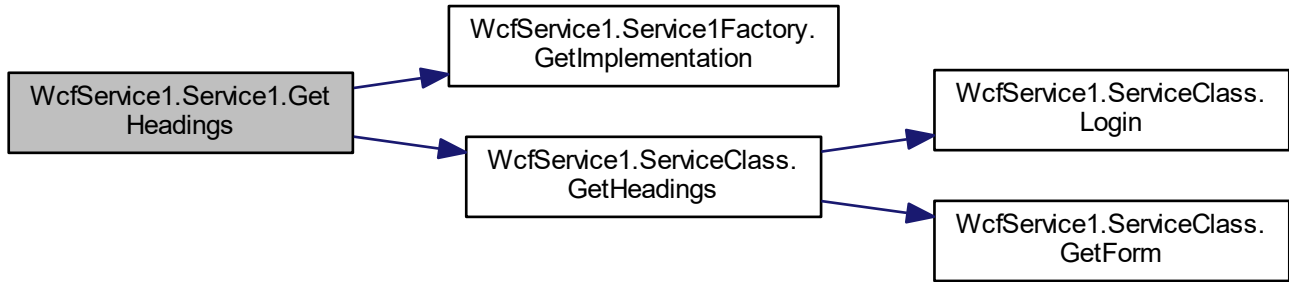 WcfService1.Service1.Get
Headings
WcfService1.Service1Factory.
GetImplementation
WcfService1.ServiceClass.
GetHeadings
WcfService1.ServiceClass.
Login
WcfService1.ServiceClass.
GetForm